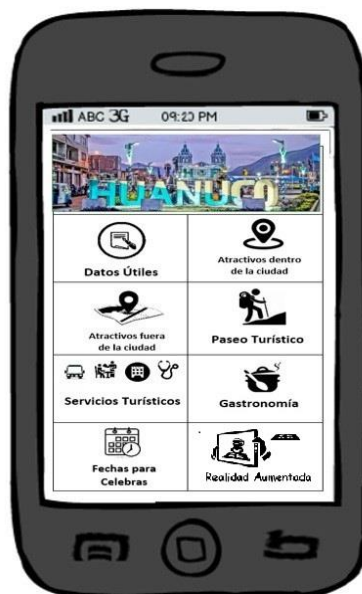 ABC 3G 09:20 PM
HUANUCO
Datos Útiles
Atractivos dentro
de la ciudad
Atractivos fuera
de la ciudad
Paseo Turístico
Servicios Turísticos
Gastronomía
Fechas para
Celebras
Realidad Aumentada